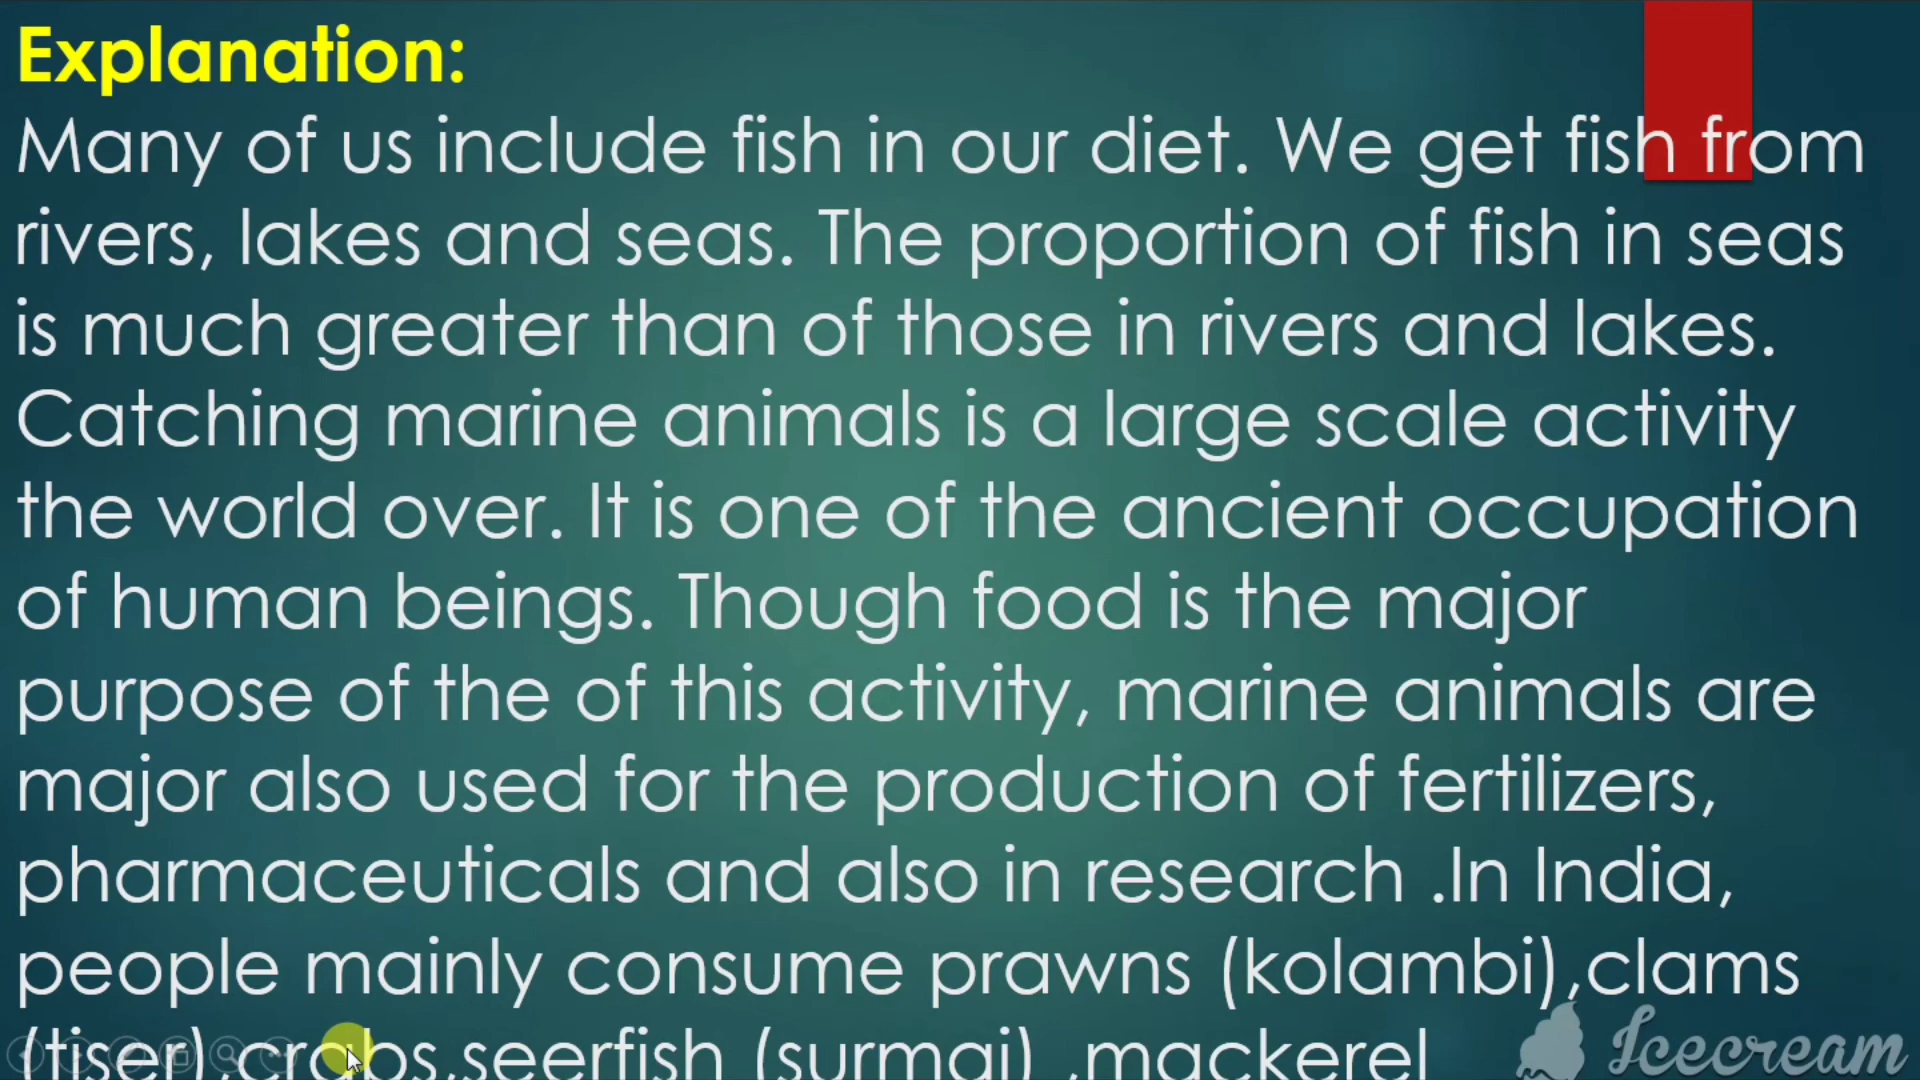 Explanation:
Many of us include fish in our diet. We get fish from
rivers, lakes and seas. The proportion of fish in seas
is much greater than of those in rivers and lakes.
Catching marine animals is a large scale activity
the world over. It is one of the ancient occupation
of human beings. Though food is the major
purpose of the of this activity, marine animals are
major also used for the production of fertilizers,
pharmaceuticals and also in research .In India,
people mainly consume prawns (kolambi),clams
(tiser),crabs,seerfish (surmai) ,mackerel
Icecream